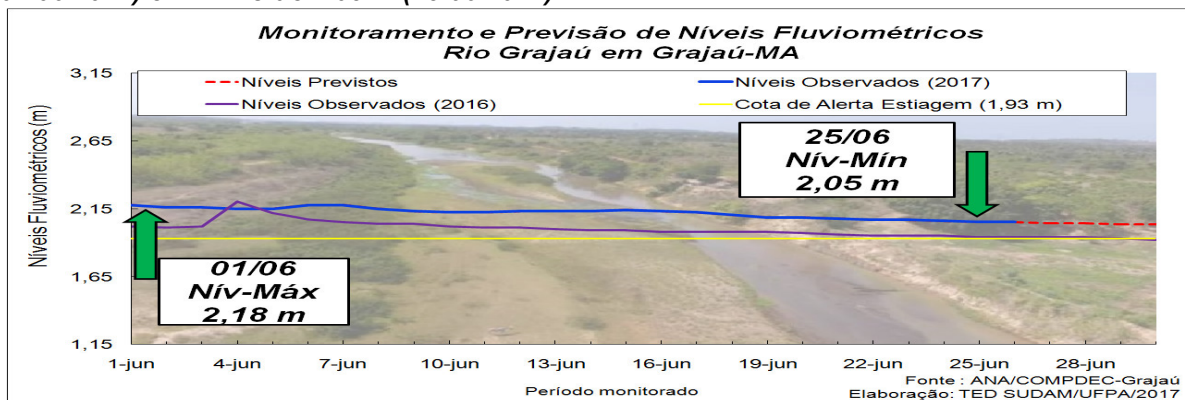 Monitoramento e Previsão de Níveis Fluviométricos
Rio Grajaú em Grajaú-MA
Níveis Previstos
Níveis Observados (2017)
Níveis Observados (2016)
Cota de Alerta Estiagem (1,93 m)
Níveis Fluviométricos (m)
3,15
2,65
2,15
1,65
1,15
25/06
Nív-Mín
2,05 m
01/06
Nív-Máx
2,18 m
1-jun
4-jun
7-jun
10-jun
13-jun
16-jun
19-jun
22-jun
25-jun
28-jun
Período monitorado
Fonte : ANA/COMPDEC-Grajaú
Elaboração: TED SUDAM/UFPA/2017